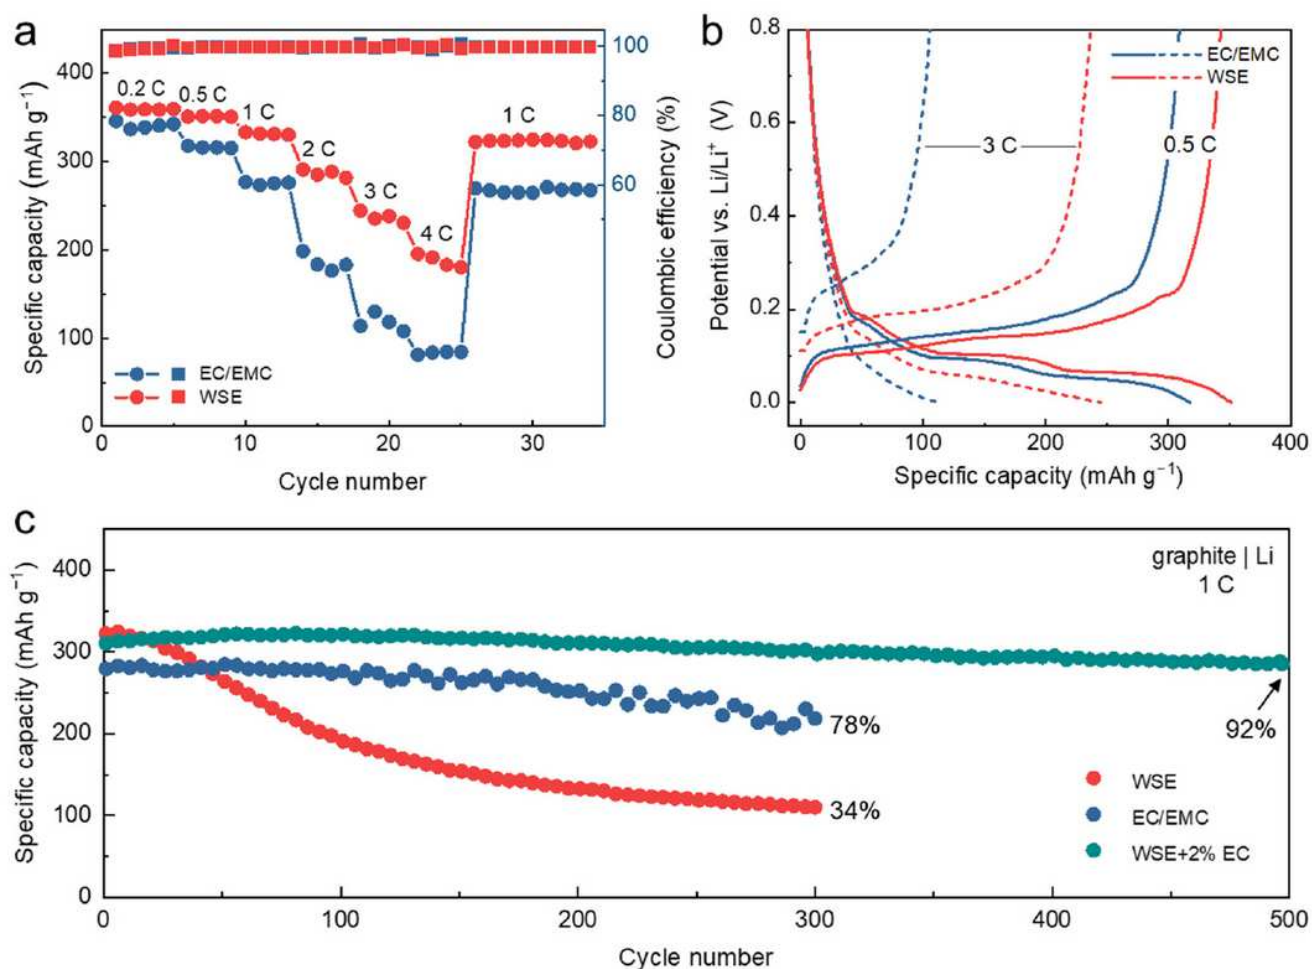 a
400
300
200
100
0
Specific capacity (mAh g⁻¹)
0.2 C
0.5 C
1 C
2 C
3 C
4 C
1 C
EC/EMC
WSE
100
80
60
Coulombic efficiency (%)
0
10
20
30
Cycle number
b
0.8
0.6
0.4
0.2
0.0
Potential vs. Li/Li⁺ (V)
EC/EMC
WSE
3 C
0.5 C
0
100
200
300
400
Specific capacity (mAh g⁻¹)
c
400
300
200
100
0
Specific capacity (mAh g⁻¹)
graphite | Li
1 C
78%
34%
92%
WSE
EC/EMC
WSE+2% EC
0
100
200
300
400
500
Cycle number